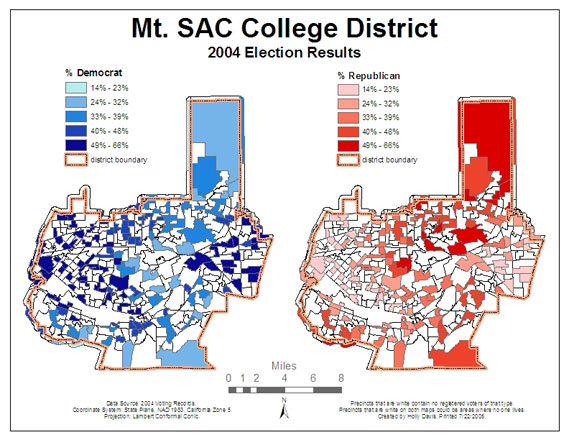 Mt. SAC College District
2004 Election Results
% Democrat
14% - 23%
24% - 32%
33% - 39%
40% - 48%
49% - 66%
district boundary
% Republican
14% - 23%
24% - 32%
33% - 39%
40% - 48%
49% - 66%
district boundary
Miles
0 1 2 4 6 8
N
Data Source: 2004 Voting Records.
Coordinate System: State Plane, NAD 1983, California Zone 5.
Projection: Lambert Conformal Conic.
Precincts that are white contain no registered voters of that type.
Precincts that are white on both maps could be areas where no one lives.
Created by Holly Davis. Printed 7/22/2005.